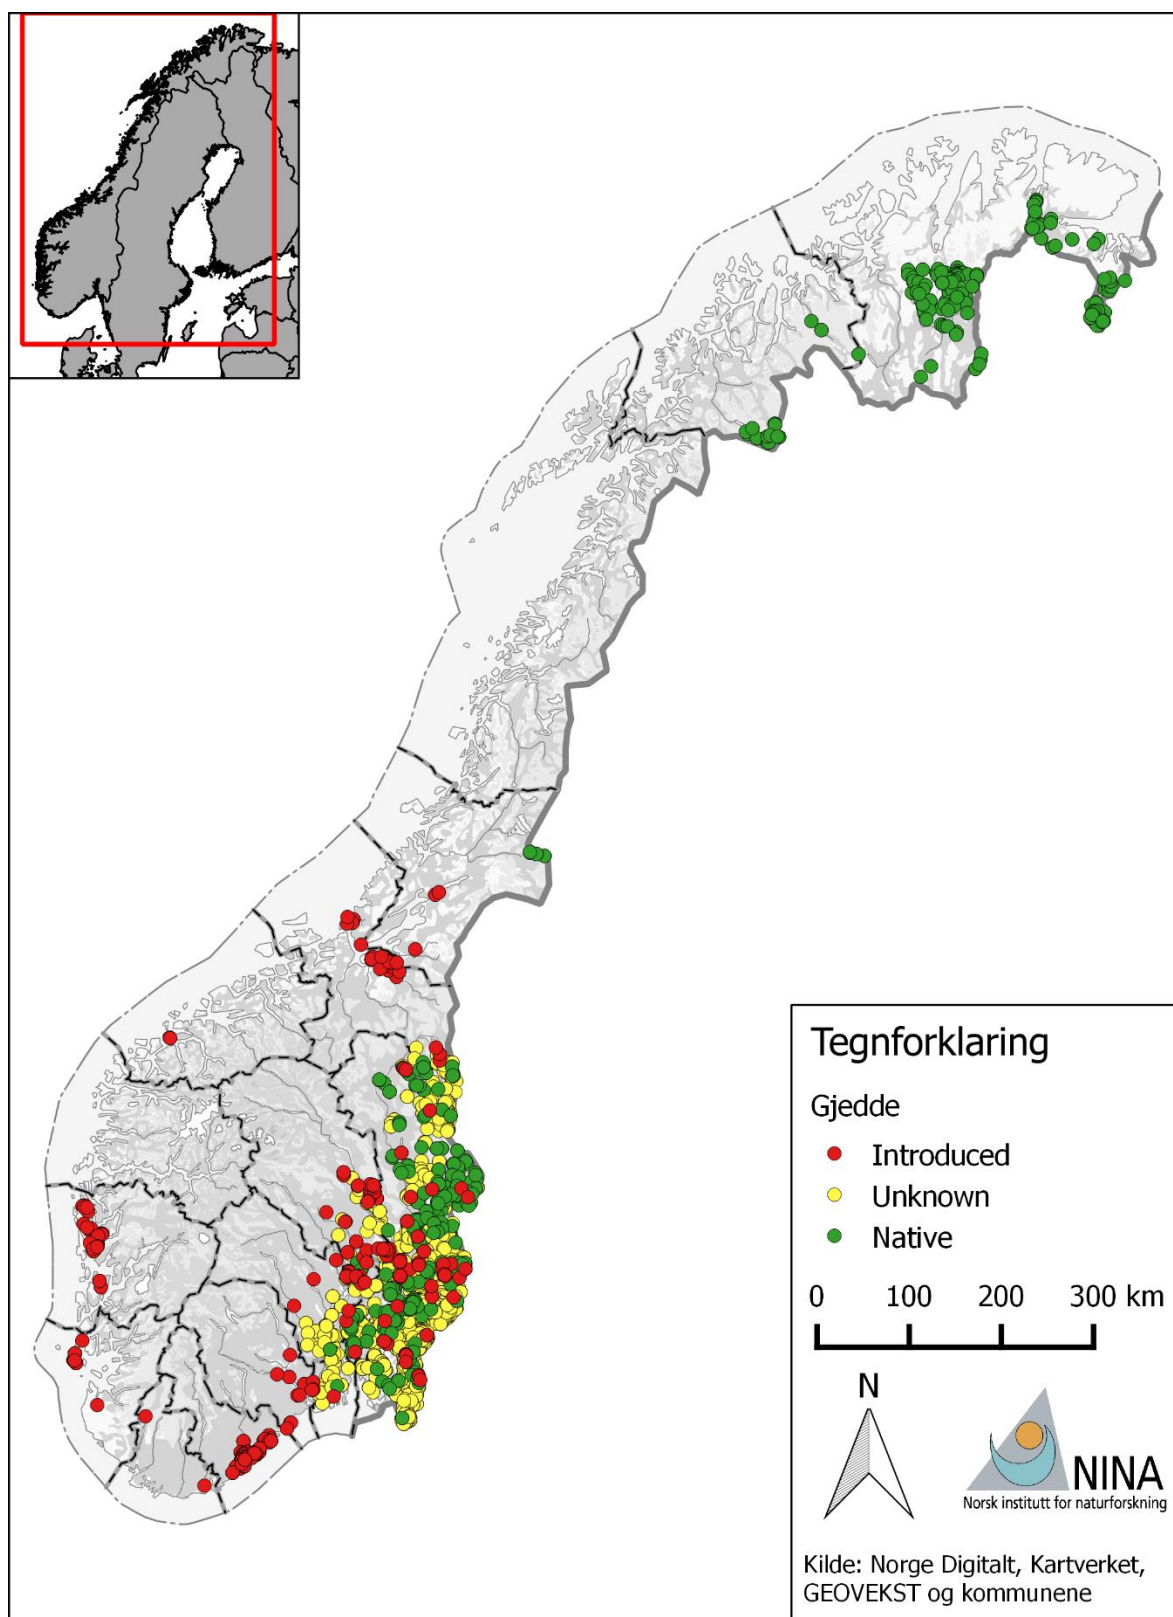 Tegnforklaring
Gjedde
Introduced
Unknown
Native
0 100 200 300 km
N
NINA
Norsk institutt for naturforskning
Kilde: Norge Digitalt, Kartverket,
GEOVEKST og kommunene